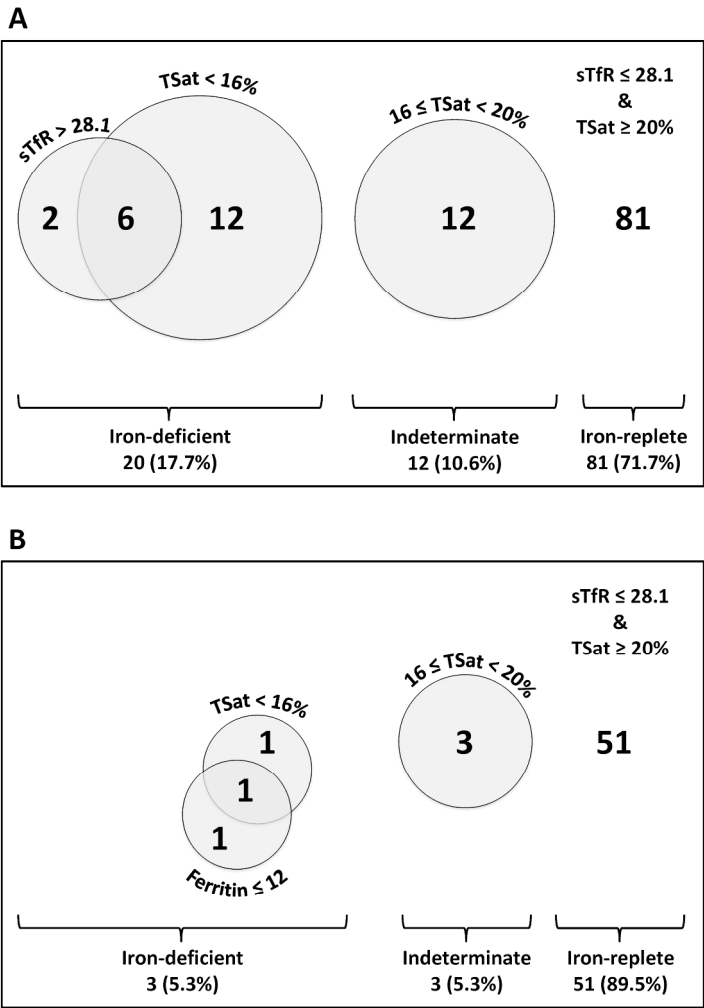 A
sTfR ≤ 28.1
&
TSat ≥ 20%
sTfR > 28.1
TSat < 16%
16 ≤ TSat < 20%
2 6 12
12
81
Iron-deficient
20 (17.7%)
Indeterminate
12 (10.6%)
Iron-replete
81 (71.7%)
B
sTfR ≤ 28.1
&
TSat ≥ 20%
TSat < 16%
16 ≤ TSat < 20%
1
1
1
Ferritin ≤ 12
3
51
Iron-deficient
3 (5.3%)
Indeterminate
3 (5.3%)
Iron-replete
51 (89.5%)